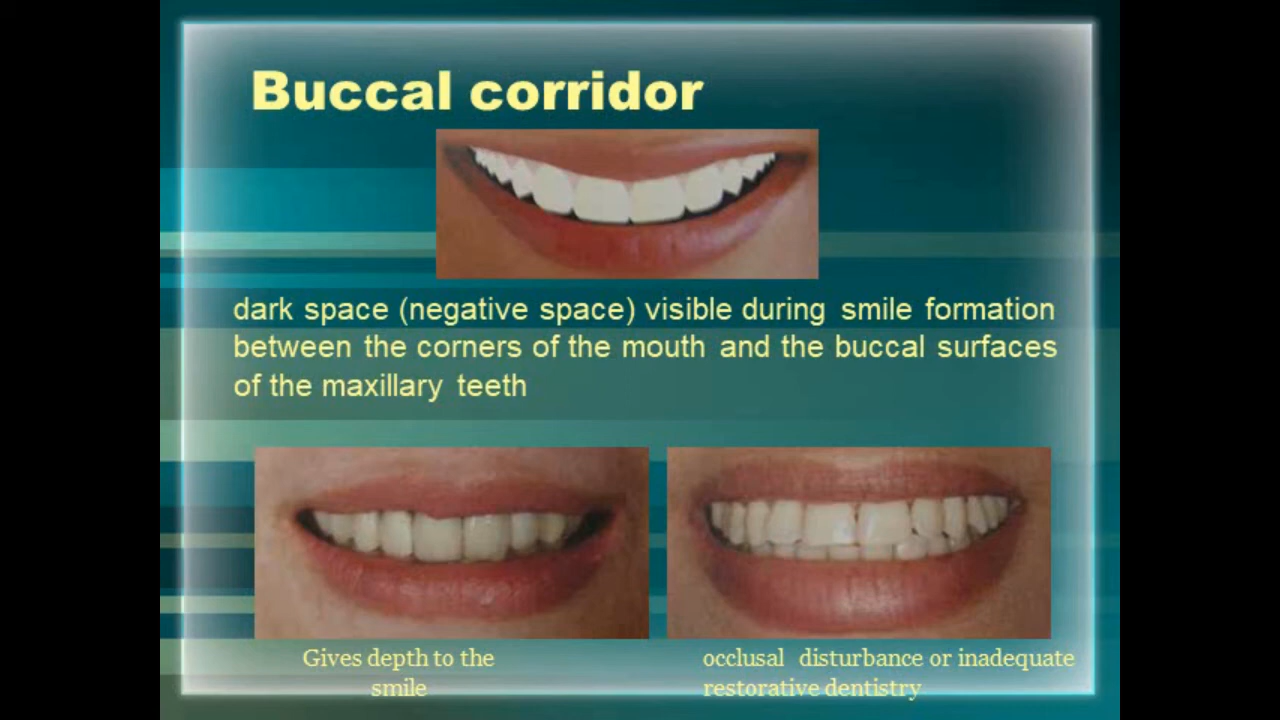 Buccal corridor
dark space (negative space) visible during smile formation
between the corners of the mouth and the buccal surfaces
of the maxillary teeth
Gives depth to the
smile
occlusal disturbance or inadequate
restorative dentistry